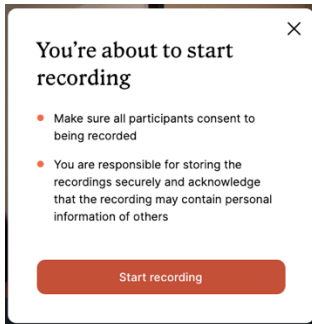 You’re about to start
recording
Make sure all participants consent to
being recorded
You are responsible for storing the
recordings securely and acknowledge
that the recording may contain personal
information of others
Start recording